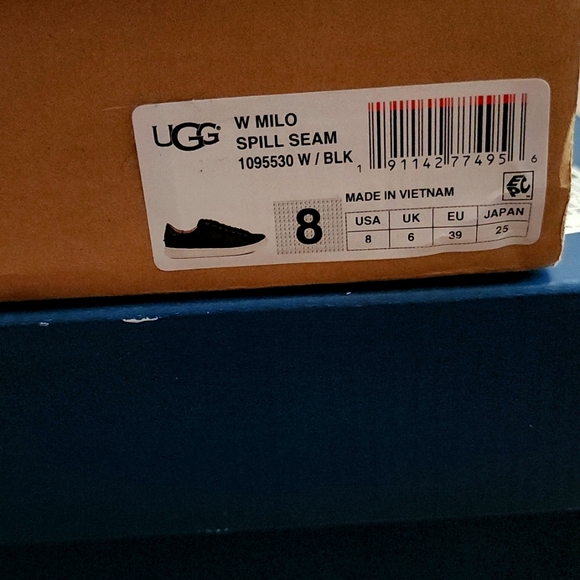 UGG®
W MILO
SPILL SEAM
1095530 W / BLK
1 91142 77495 6
MADE IN VIETNAM
8
USA UK EU JAPAN
8 6 39 25